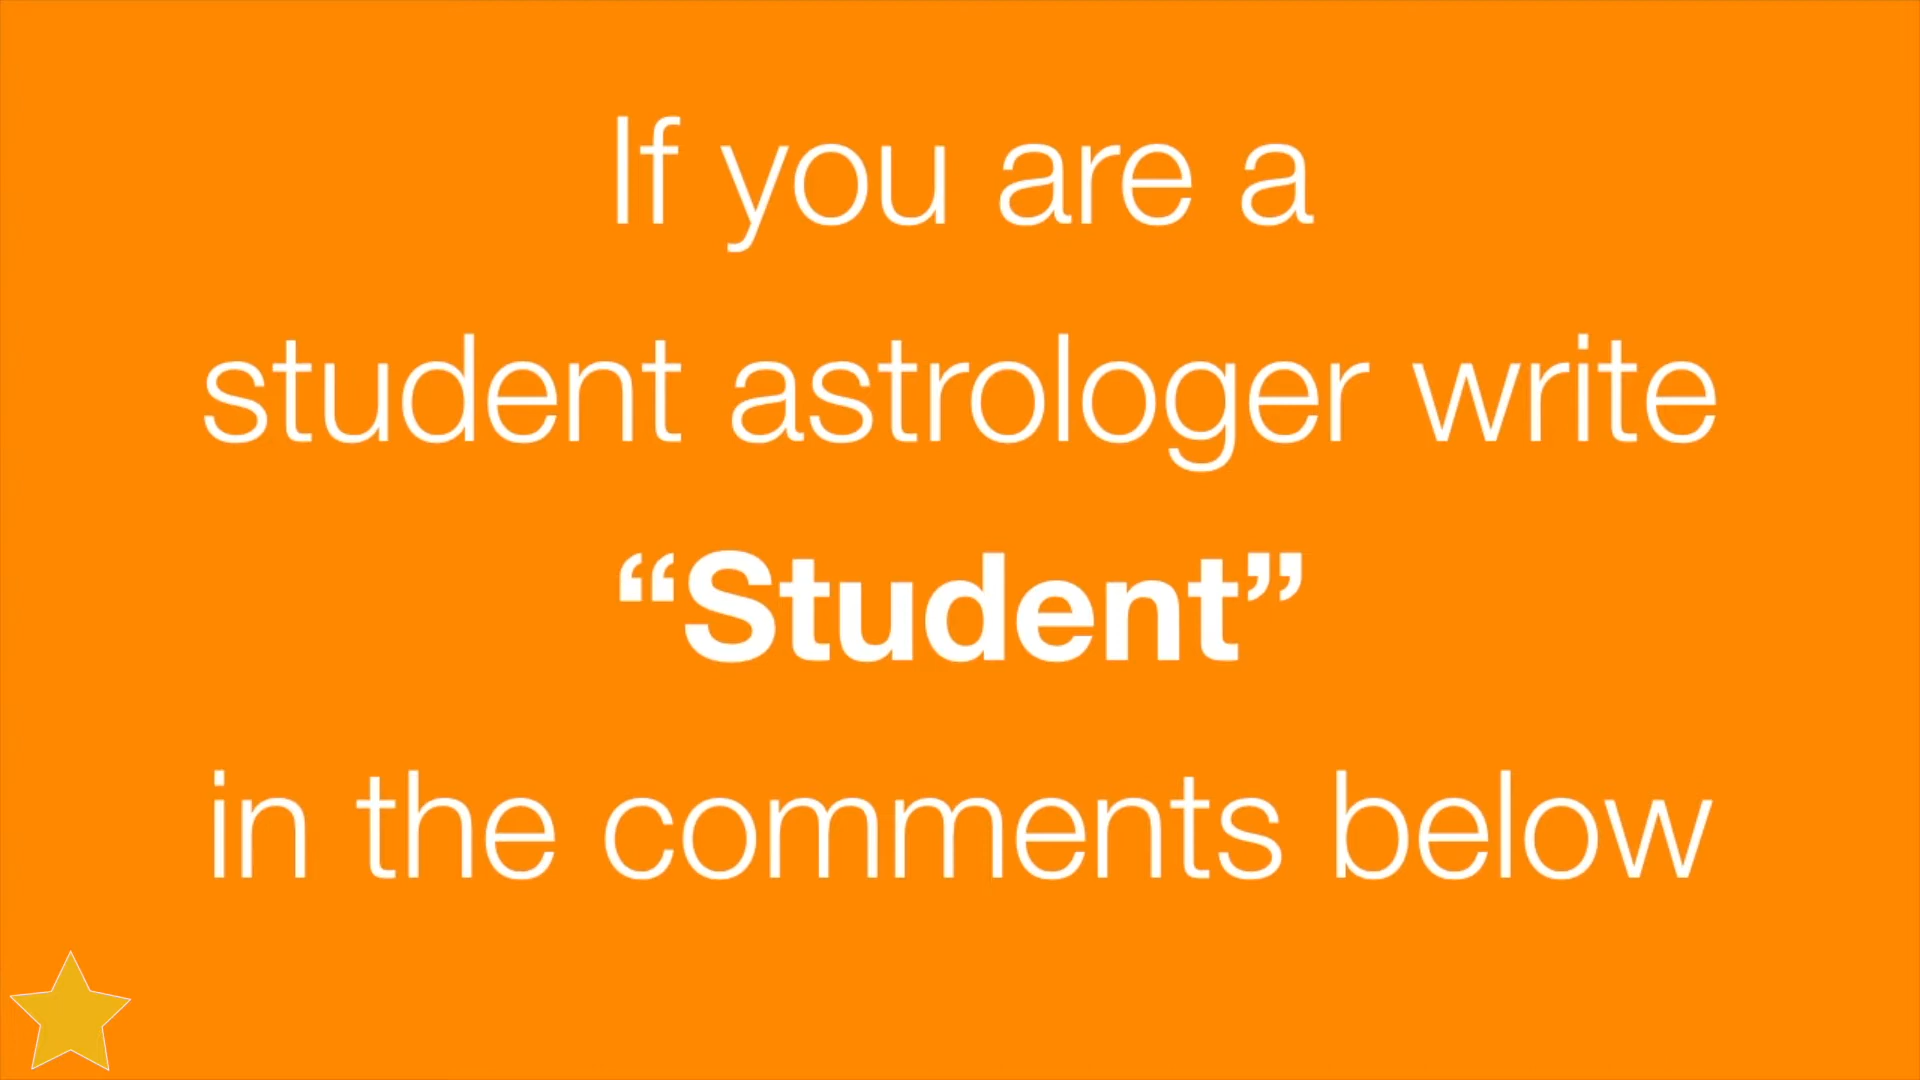 If you are a
student astrologer write
“Student”
in the comments below